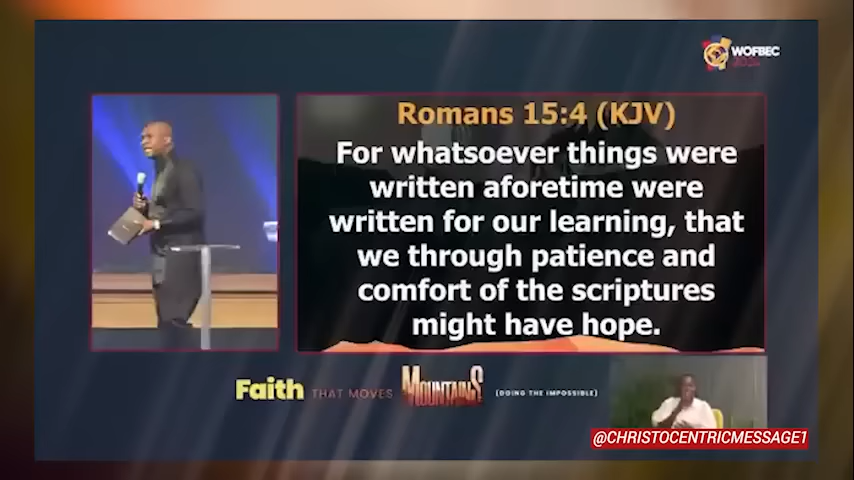 WOFBEC
2024
Romans 15:4 (KJV)
For whatsoever things were
written aforetime were
written for our learning, that
we through patience and
comfort of the scriptures
might have hope.
Faith THAT MOVES MOUNTAINS (DOING THE IMPOSSIBLE)
@CHRISTOCENTRICMESSAGE1